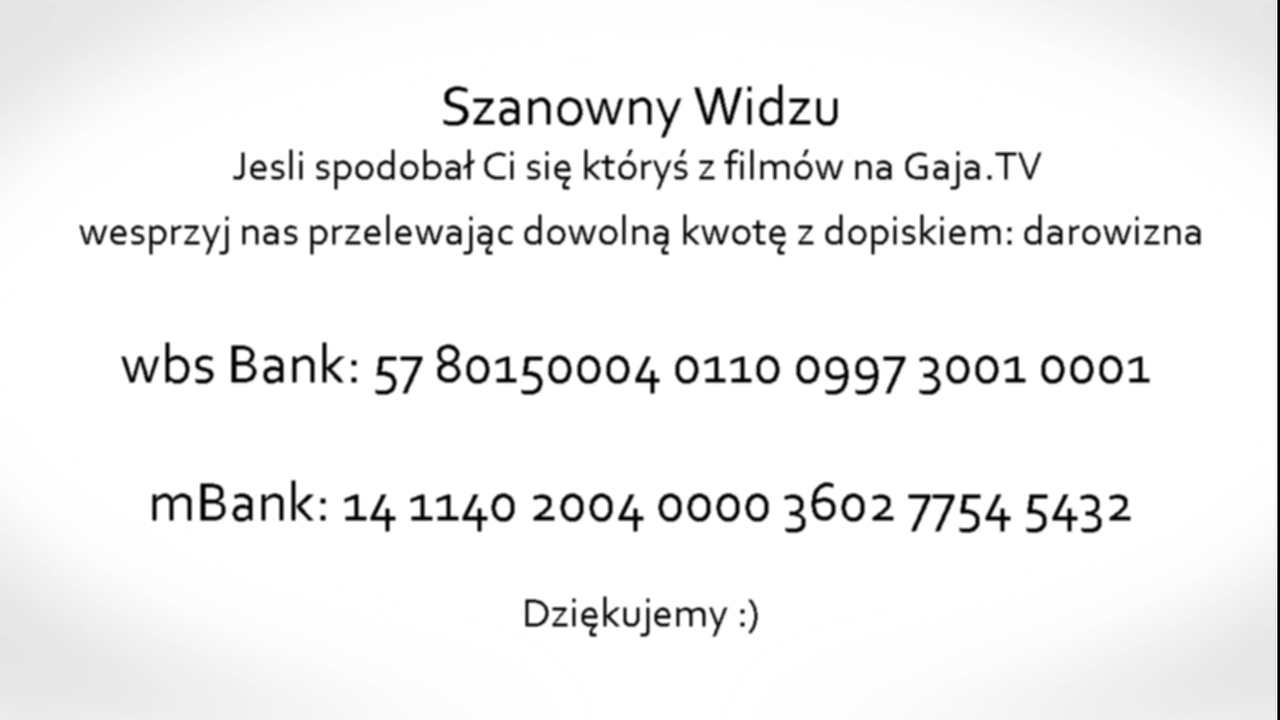 Szanowny Widzu
Jesli spodobał Ci się któryś z filmów na Gaja.TV
wesprzyj nas przelewając dowolną kwotę z dopiskiem: darowizna
wbs Bank: 57 80150004 0110 0997 3001 0001
mBank: 14 1140 2004 0000 3602 7754 5432
Dziękujemy :)